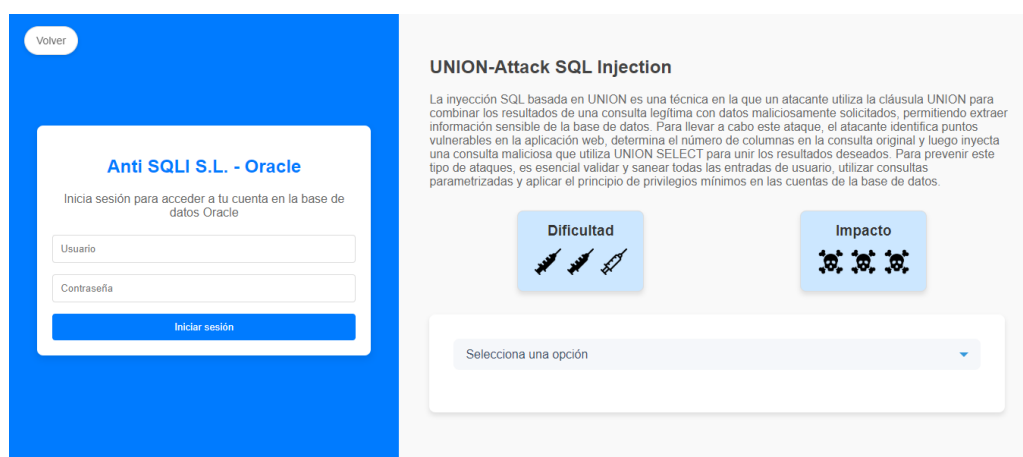 Volver
Anti SQLI S.L. - Oracle
Inicia sesión para acceder a tu cuenta en la base de
datos Oracle
Usuario
Contraseña
Iniciar sesión
UNION-Attack SQL Injection
La inyección SQL basada en UNION es una técnica en la que un atacante utiliza la cláusula UNION para
combinar los resultados de una consulta legítima con datos maliciosamente solicitados, permitiendo extraer
información sensible de la base de datos. Para llevar a cabo este ataque, el atacante identifica puntos
vulnerables en la aplicación web, determina el número de columnas en la consulta original y luego inyecta
una consulta maliciosa que utiliza UNION SELECT para unir los resultados deseados. Para prevenir este
tipo de ataques, es esencial validar y sanear todas las entradas de usuario, utilizar consultas
parametrizadas y aplicar el principio de privilegios mínimos en las cuentas de la base de datos.
Dificultad
Impacto
Selecciona una opción